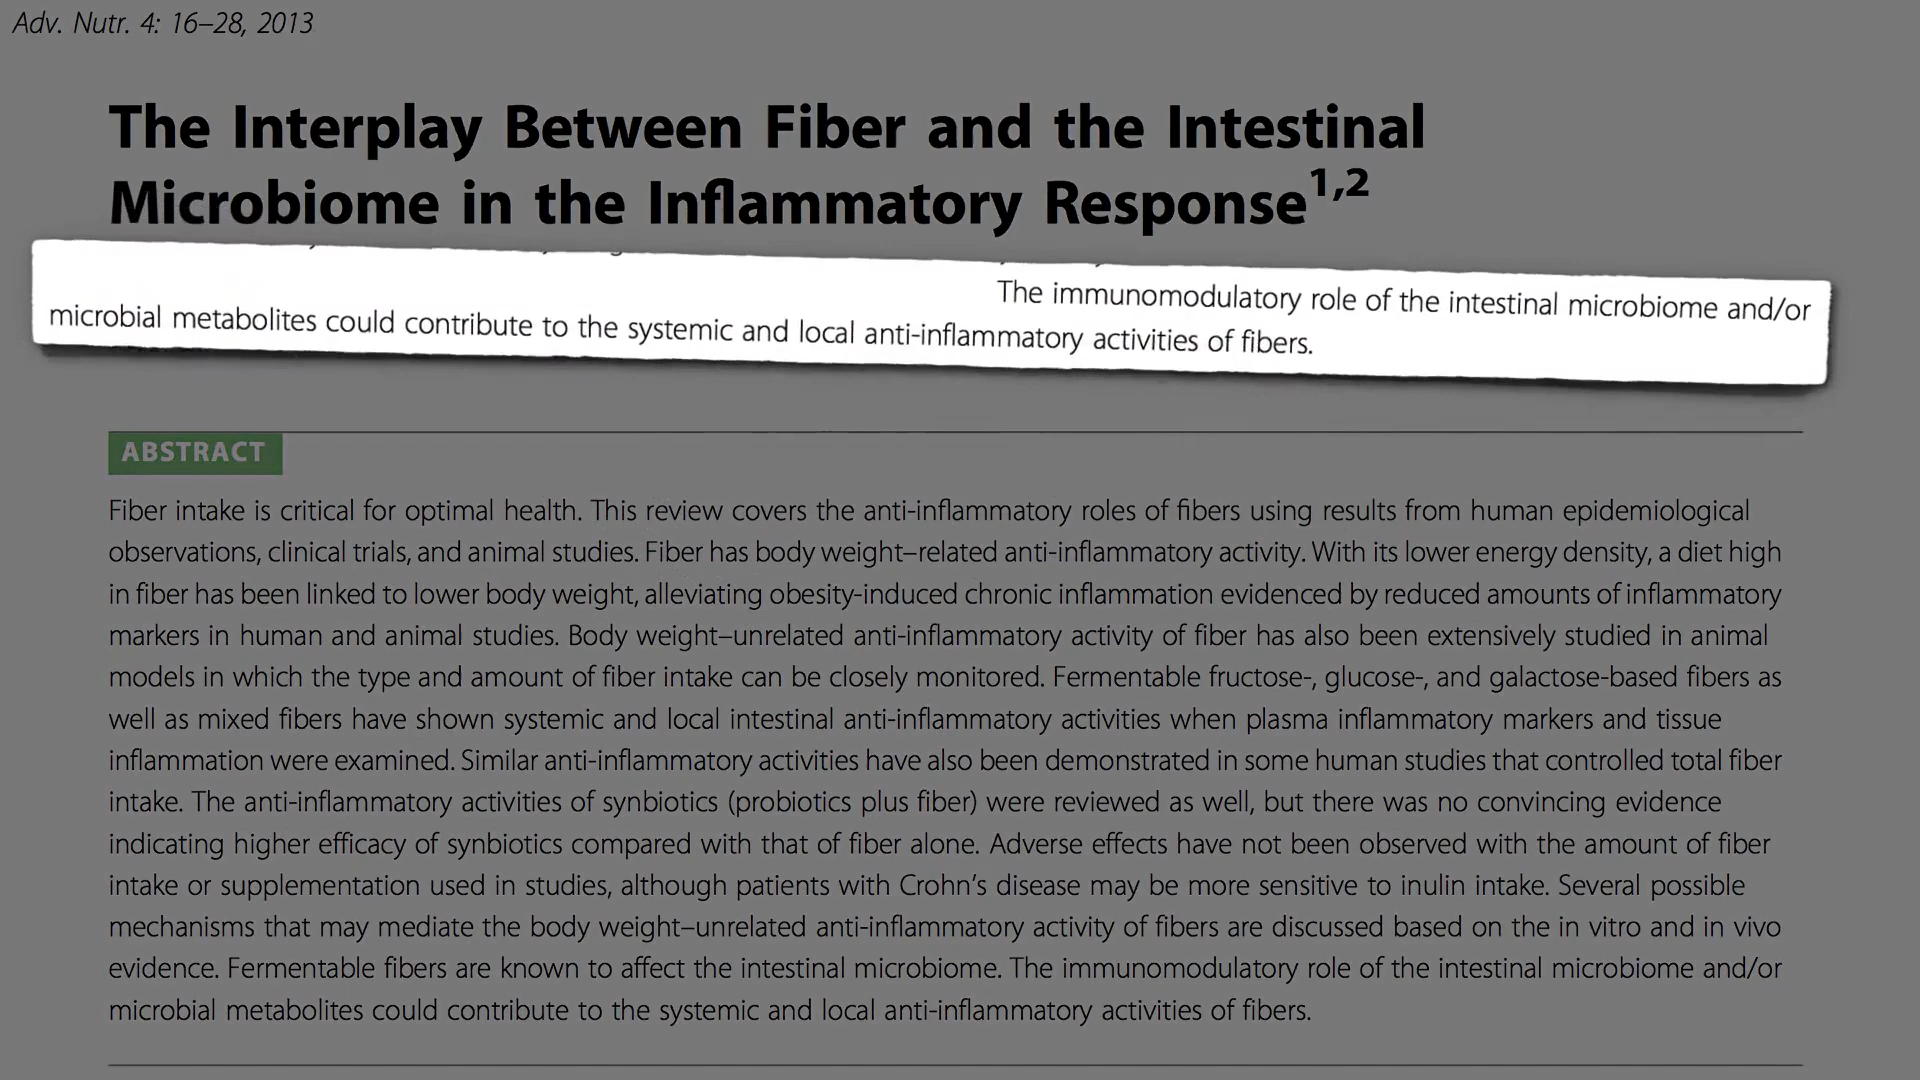 Adv. Nutr. 4: 16–28, 2013
The Interplay Between Fiber and the Intestinal
Microbiome in the Inflammatory Response1,2
The immunomodulatory role of the intestinal microbiome and/or
microbial metabolites could contribute to the systemic and local anti-inflammatory activities of fibers.
ABSTRACT
Fiber intake is critical for optimal health. This review covers the anti-inflammatory roles of fibers using results from human epidemiological
observations, clinical trials, and animal studies. Fiber has body weight–related anti-inflammatory activity. With its lower energy density, a diet high
in fiber has been linked to lower body weight, alleviating obesity-induced chronic inflammation evidenced by reduced amounts of inflammatory
markers in human and animal studies. Body weight–unrelated anti-inflammatory activity of fiber has also been extensively studied in animal
models in which the type and amount of fiber intake can be closely monitored. Fermentable fructose-, glucose-, and galactose-based fibers as
well as mixed fibers have shown systemic and local intestinal anti-inflammatory activities when plasma inflammatory markers and tissue
inflammation were examined. Similar anti-inflammatory activities have also been demonstrated in some human studies that controlled total fiber
intake. The anti-inflammatory activities of synbiotics (probiotics plus fiber) were reviewed as well, but there was no convincing evidence
indicating higher efficacy of synbiotics compared with that of fiber alone. Adverse effects have not been observed with the amount of fiber
intake or supplementation used in studies, although patients with Crohn's disease may be more sensitive to inulin intake. Several possible
mechanisms that may mediate the body weight–unrelated anti-inflammatory activity of fibers are discussed based on the in vitro and in vivo
evidence. Fermentable fibers are known to affect the intestinal microbiome. The immunomodulatory role of the intestinal microbiome and/or
microbial metabolites could contribute to the systemic and local anti-inflammatory activities of fibers.